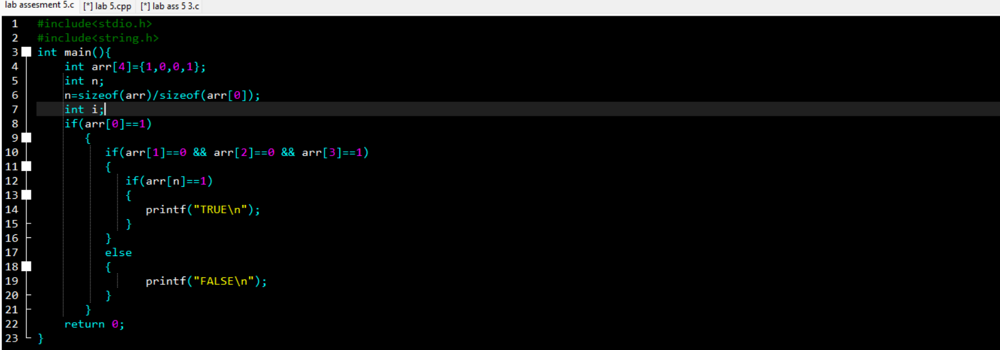 lab assesment 5.c [*] lab 5.cpp [*] lab ass 5 3.c
1 #include<stdio.h>
2 #include<string.h>
3 int main(){
4 int arr[4]={1,0,0,1};
5 int n;
6 n=sizeof(arr)/sizeof(arr[0]);
7 int i;
8 if(arr[0]==1)
9 {
10 if(arr[1]==0 && arr[2]==0 && arr[3]==1)
11 {
12 if(arr[n]==1)
13 {
14 printf("TRUE\n");
15 }
16 }
17 else
18 {
19 printf("FALSE\n");
20 }
21 }
22 return 0;
23 }